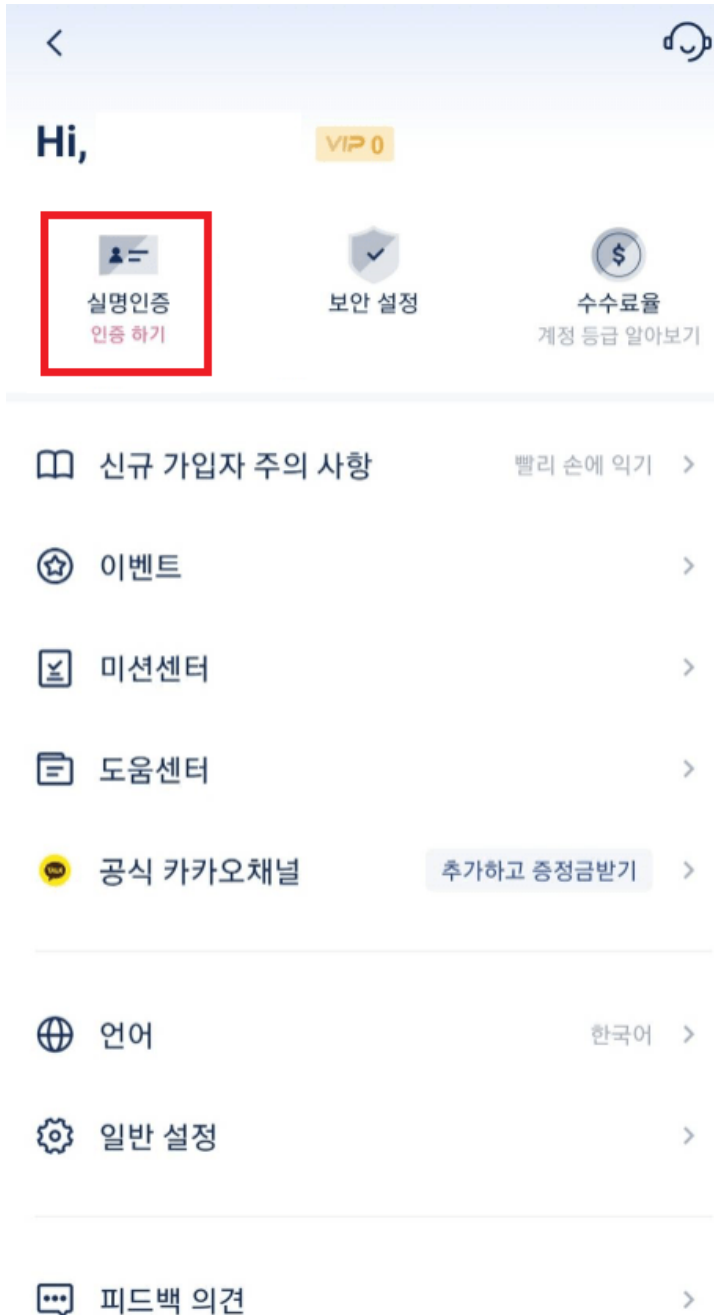 Hi,
VIP 0
실명인증
인증 하기
보안 설정
수수료율
계정 등급 알아보기
신규 가입자 주의 사항
빨리 손에 익기
이벤트
미션센터
도움센터
TALK
공식 카카오채널
추가하고 증정금받기
언어
한국어
일반 설정
피드백 의견